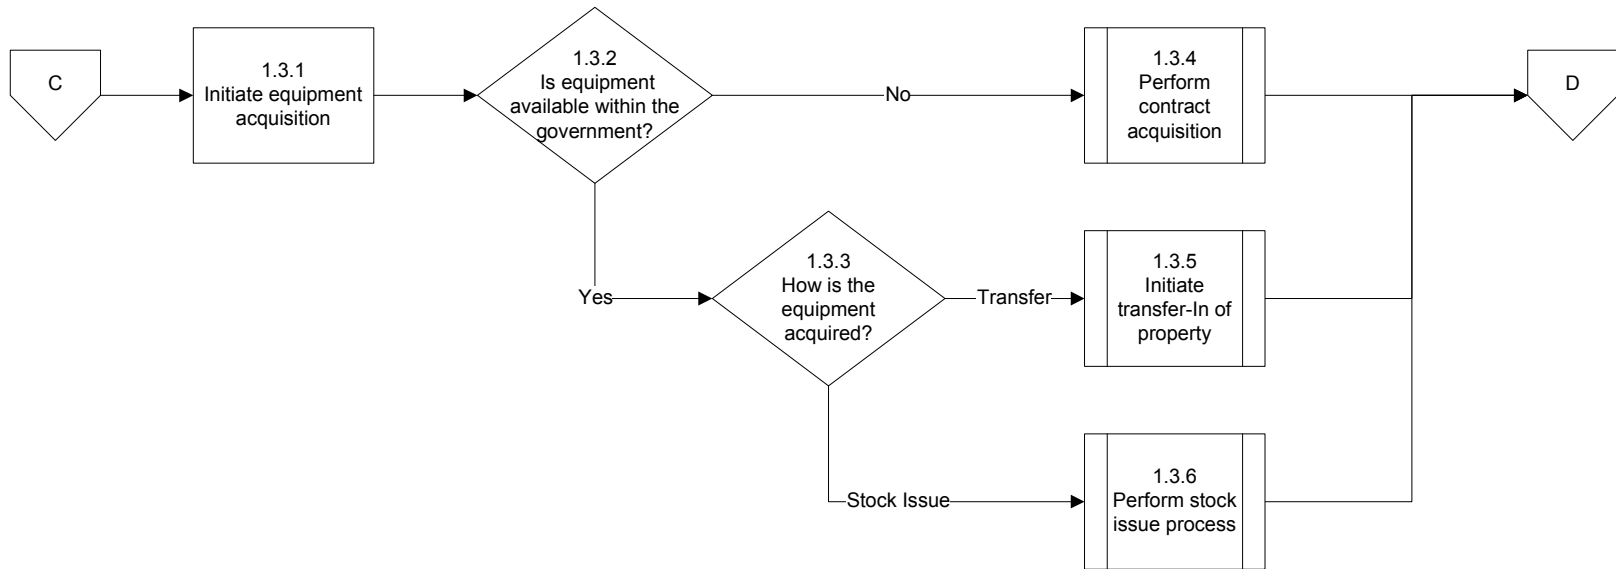 C
1.3.1
Initiate equipment
acquisition
1.3.2
Is equipment
available within the
government?
No
1.3.4
Perform
contract
acquisition
D
Yes
1.3.3
How is the
equipment
acquired?
Transfer
1.3.5
Initiate
transfer-In of
property
Stock Issue
1.3.6
Perform stock
issue process